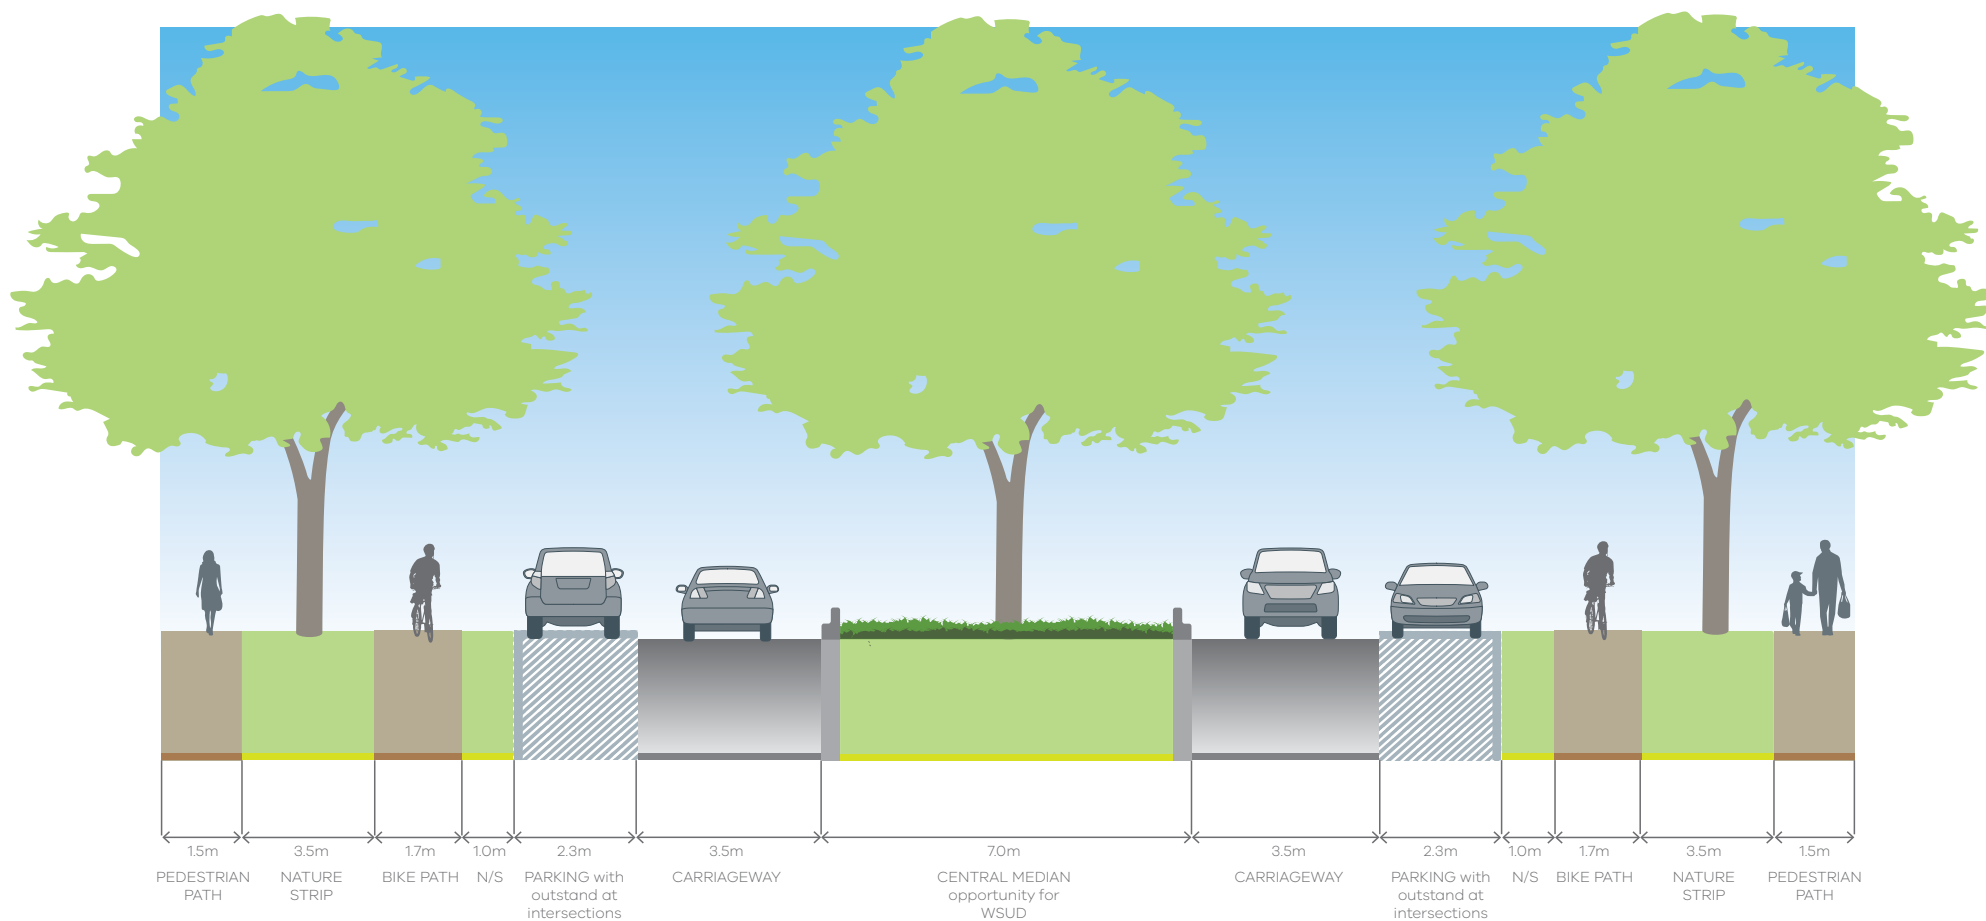 1.5m 3.5m 1.7m 1.0m 2.3m 3.5m 7.0m 3.5m 2.3m 1.0m 1.7m 3.5m 1.5m
PEDESTRIAN
PATH
NATURE
STRIP
BIKE PATH
N/S
PARKING with
outstand at
intersections
CARRIAGEWAY
CENTRAL MEDIAN
opportunity for
WSUD
CARRIAGEWAY
PARKING with
outstand at
intersections
N/S
BIKE PATH
NATURE
STRIP
PEDESTRIAN
PATH